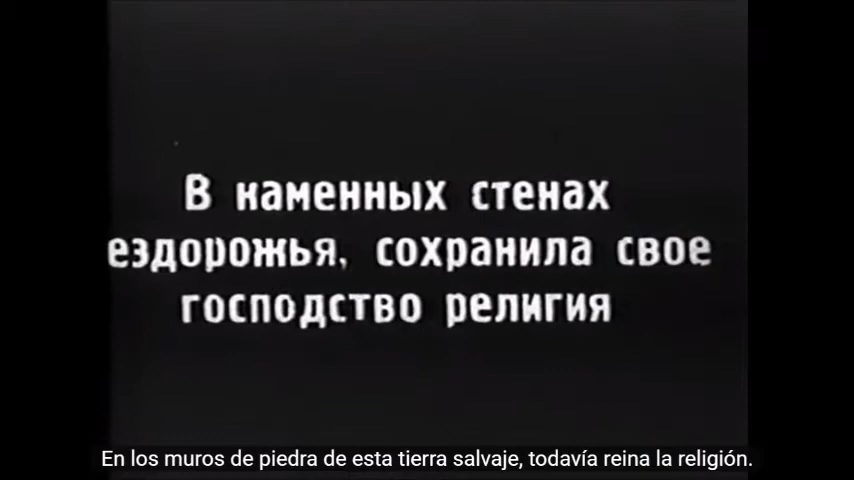 В каменных стенах
ездорожья, сохранила свое
господство религия
En los muros de piedra de esta tierra salvaje, todavía reina la religión.